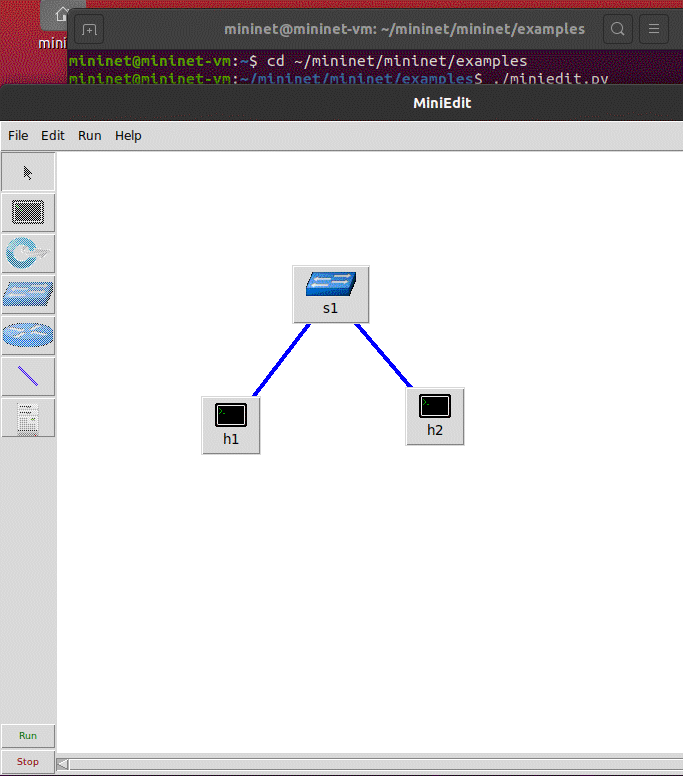 mininet@mininet-vm: ~/mininet/mininet/examples
mini
mininet@mininet-vm:~$ cd ~/mininet/mininet/examples
mininet@mininet-vm:~/mininet/mininet/examples$ ./miniedit.py
MiniEdit
File Edit Run Help
s1
h1
h2
Run
Stop